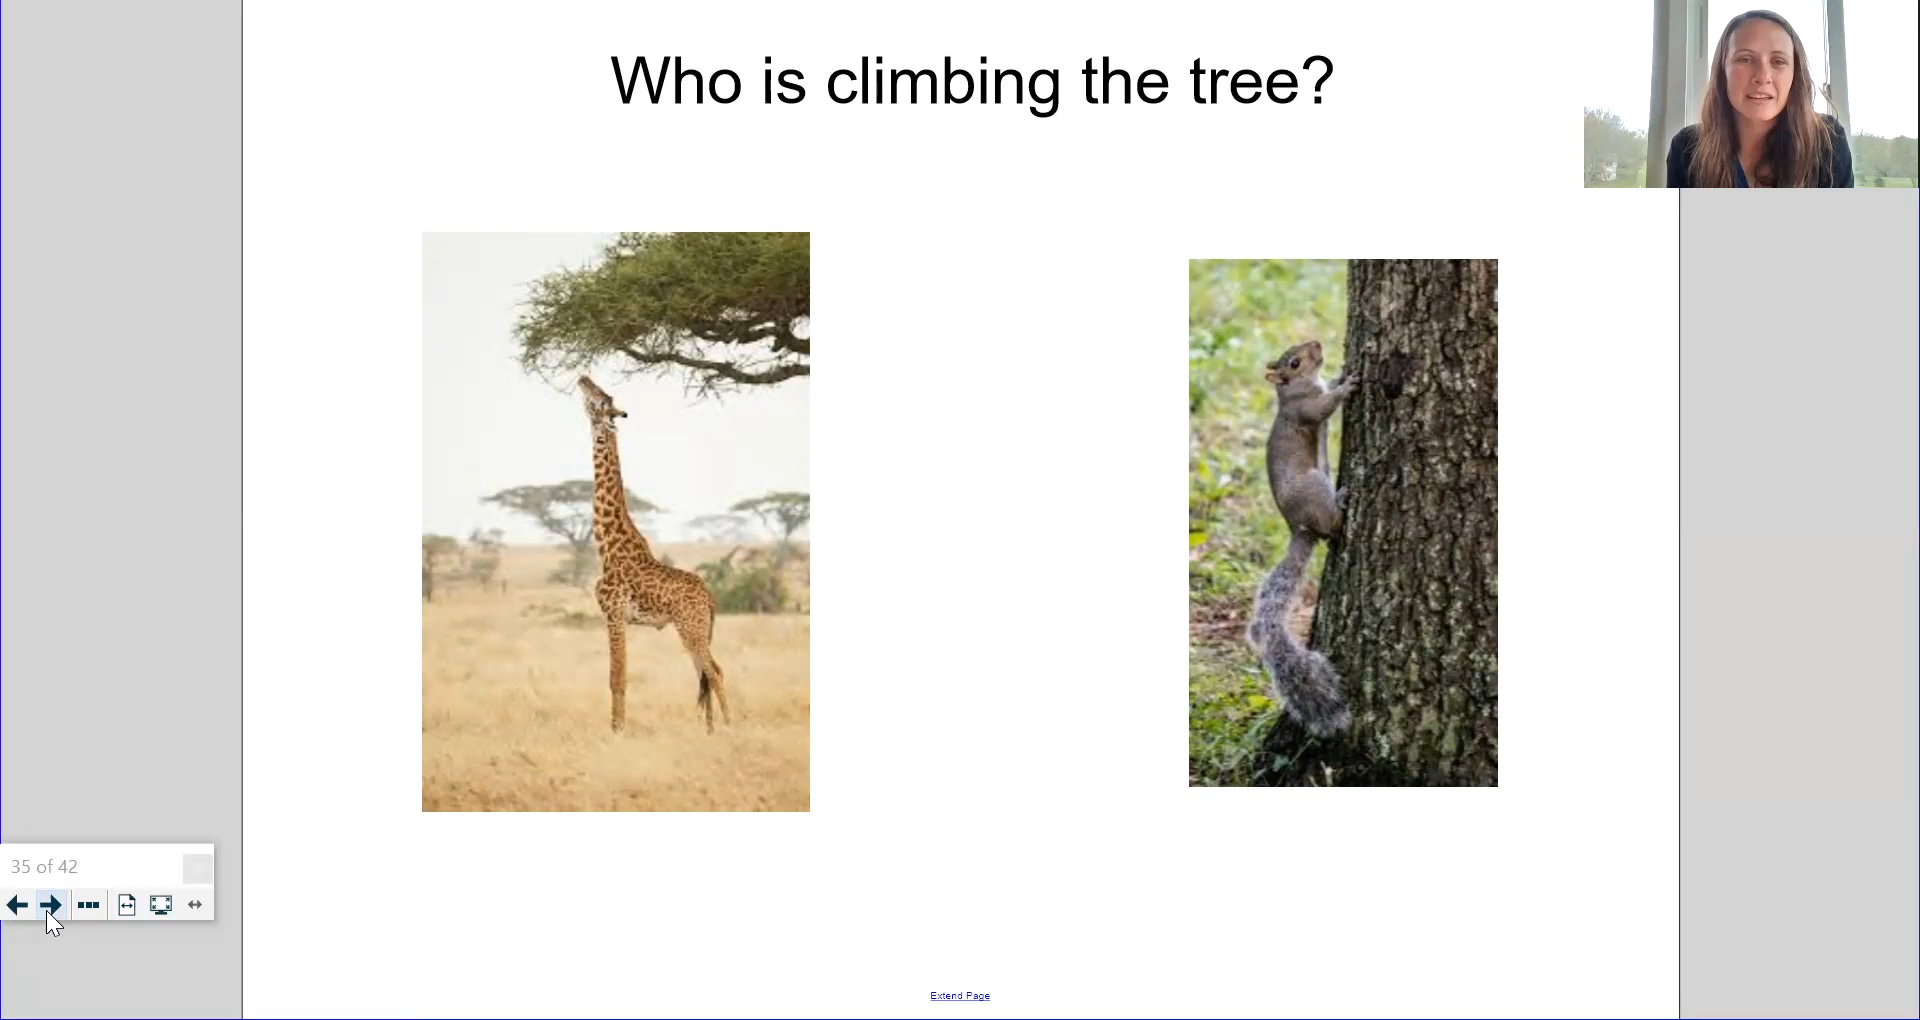 Who is climbing the tree?
35 of 42
Extend Page